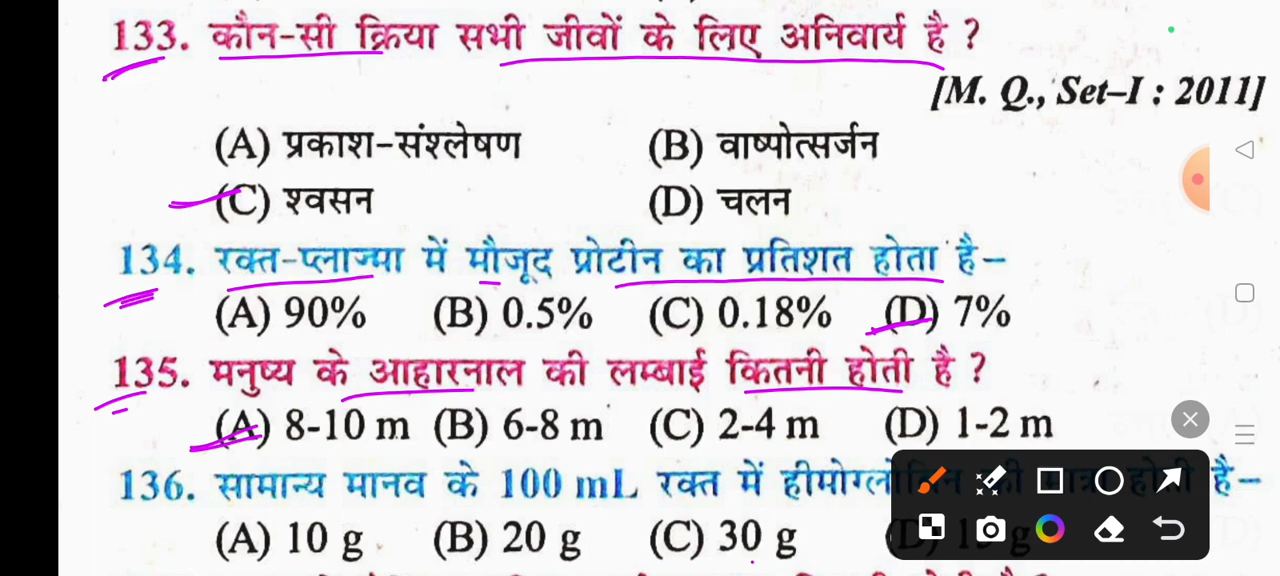 133. कौन-सी क्रिया सभी जीवों के लिए अनिवार्य है ?
[M. Q., Set–I : 2011]
(A) प्रकाश-संश्लेषण (B) वाष्पोत्सर्जन
(C) श्वसन (D) चलन
134. रक्त-प्लाज्मा में मौजूद प्रोटीन का प्रतिशत होता है–
(A) 90% (B) 0.5% (C) 0.18% (D) 7%
135. मनुष्य के आहारनाल की लम्बाई कितनी होती है ?
(A) 8-10 m (B) 6-8 m (C) 2-4 m (D) 1-2 m
136. सामान्य मानव के 100 mL रक्त में है–
(A) 10 g (B) 20 g (C) 30 g